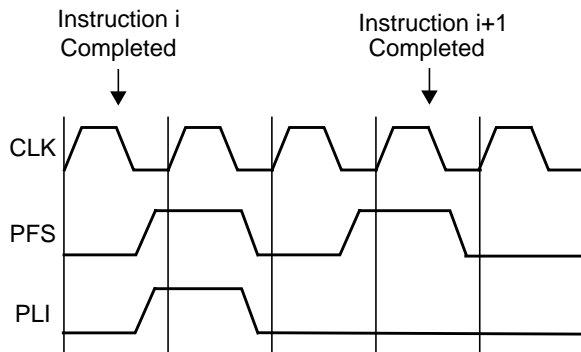 Instruction i
Completed
Instruction i+1
Completed
CLK
PFS
PLI